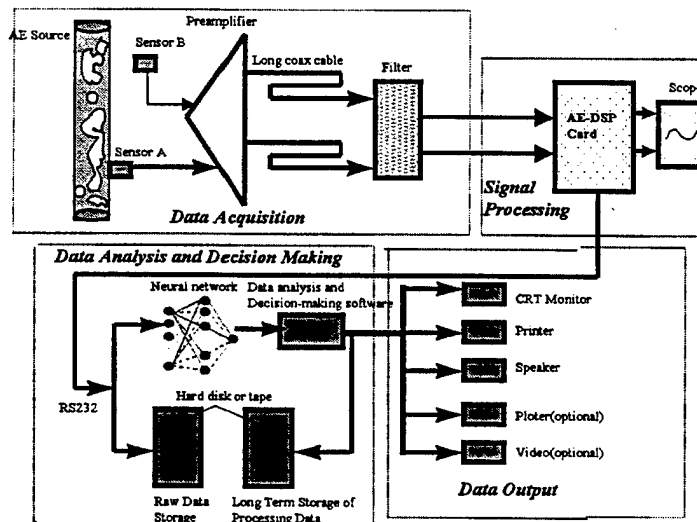 Preamplifier
AE Source
Sensor B
Long coax cable
Filter
Scope
AE-DSP
Card
Sensor A
Signal
Processing
Data Acquisition
Data Analysis and Decision Making
Neural network
Data analysis and
Decision-making software
CRT Monitor
Printer
Speaker
Ploter(optional)
Video(optional)
RS232
Hard disk or tape
Raw Data
Storage
Long Term Storage of
Processing Data
Data Output